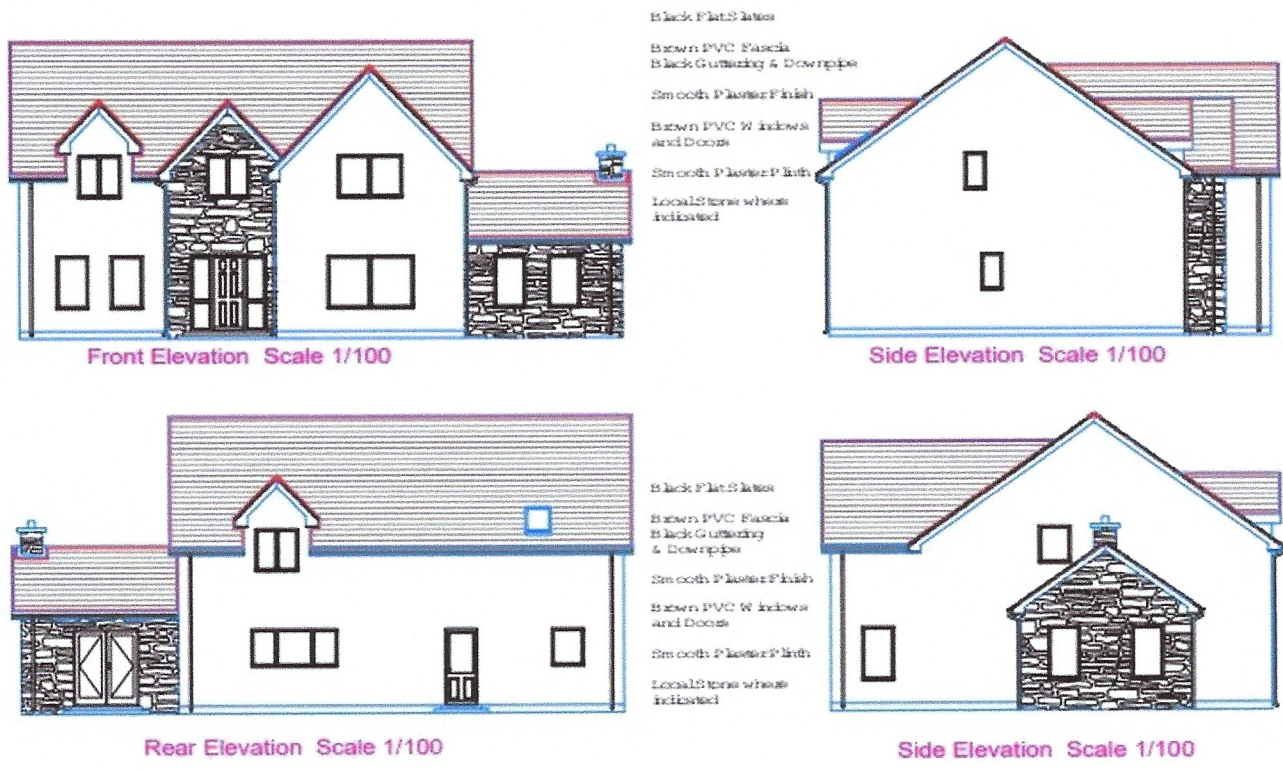 Black Flat Slates
Brown PVC Fascia
Black Guttering & Downpipe
Smooth Plaster Finish
Brown PVC Windows
and Doors
Smooth Plaster Plinth
Local Stone where
indicated
Front Elevation Scale 1/100
Side Elevation Scale 1/100
Black Flat Slates
Brown PVC Fascia
Black Guttering
& Downpipe
Smooth Plaster Finish
Brown PVC Windows
and Doors
Smooth Plaster Plinth
Local Stone where
indicated
Rear Elevation Scale 1/100
Side Elevation Scale 1/100